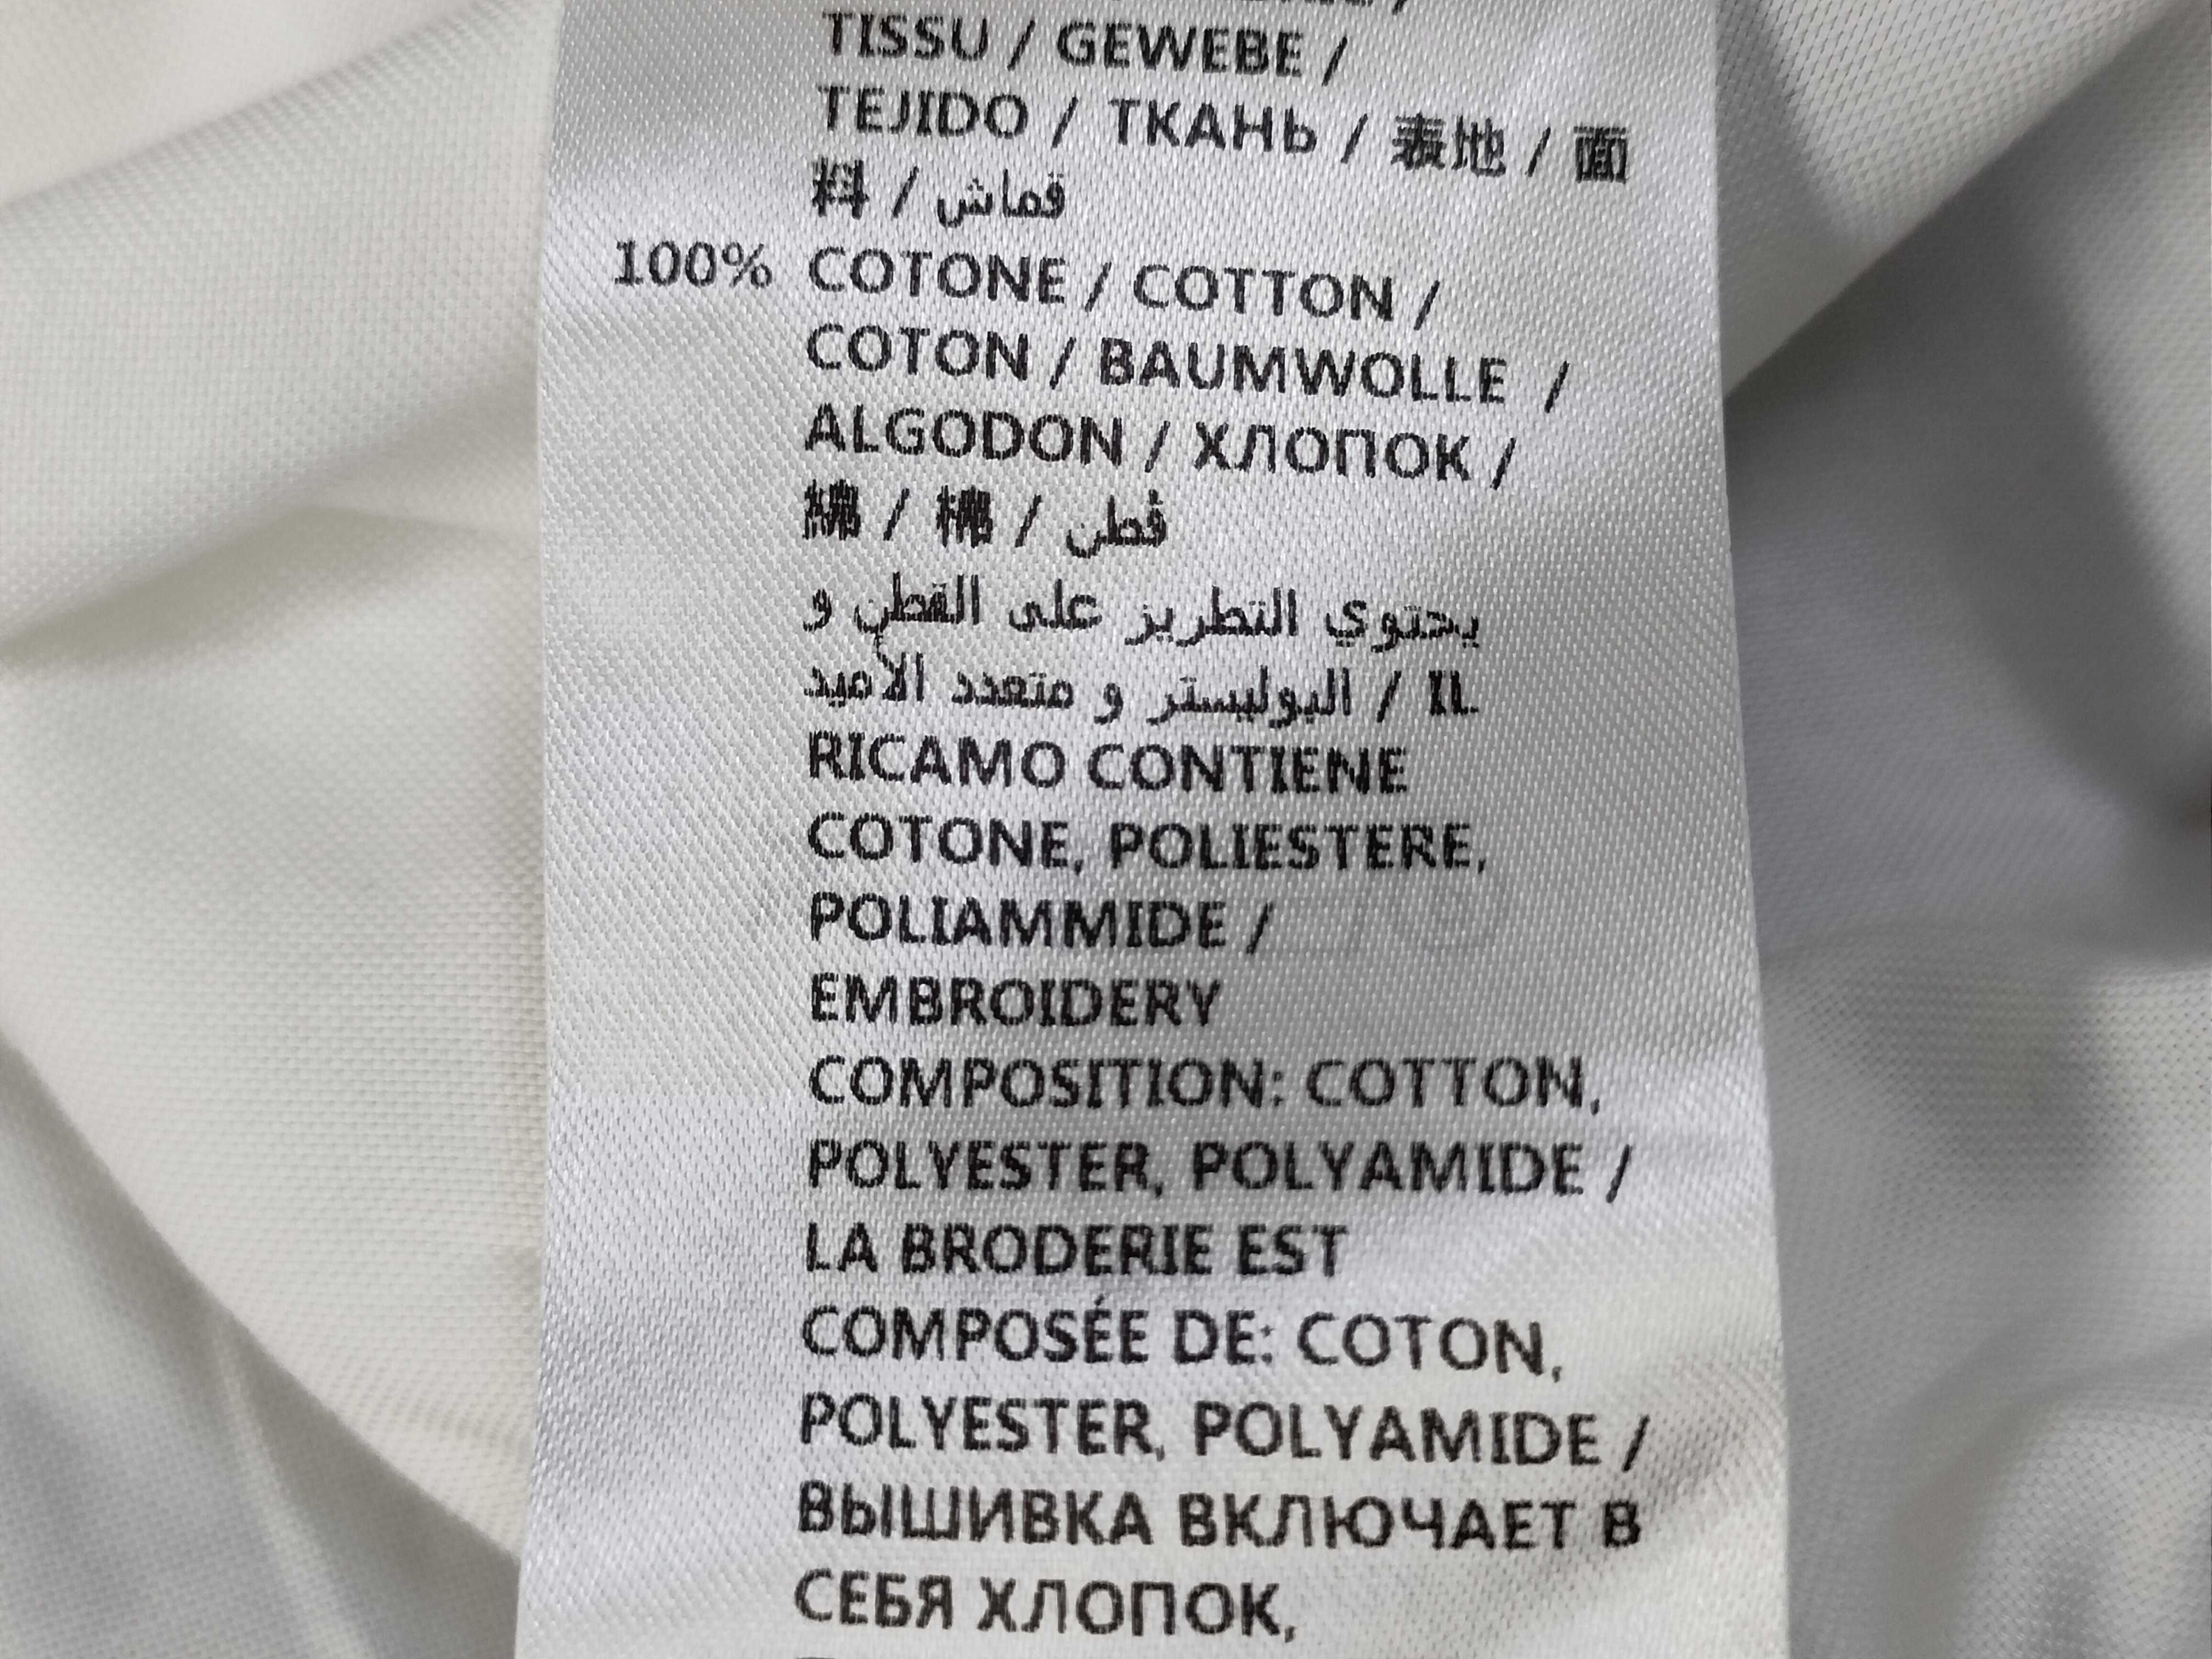 TISSU / GEWEBE /
TEJIDO / ТКАНЬ / 表地 / 面
料 / قماش
100% COTONE / COTTON /
COTON / BAUMWOLLE /
ALGODON / ХЛОПОК /
綿 / 棉 / قطن
يحتوي التطريز على القطن و
البوليستر و متعدد الأميد / IL
RICAMO CONTIENE
COTONE, POLIESTERE,
POLIAMMIDE /
EMBROIDERY
COMPOSITION: COTTON,
POLYESTER, POLYAMIDE /
LA BRODERIE EST
COMPOSÉE DE: COTON,
POLYESTER, POLYAMIDE /
ВЫШИВКА ВКЛЮЧАЕТ В
СЕБЯ ХЛОПОК,